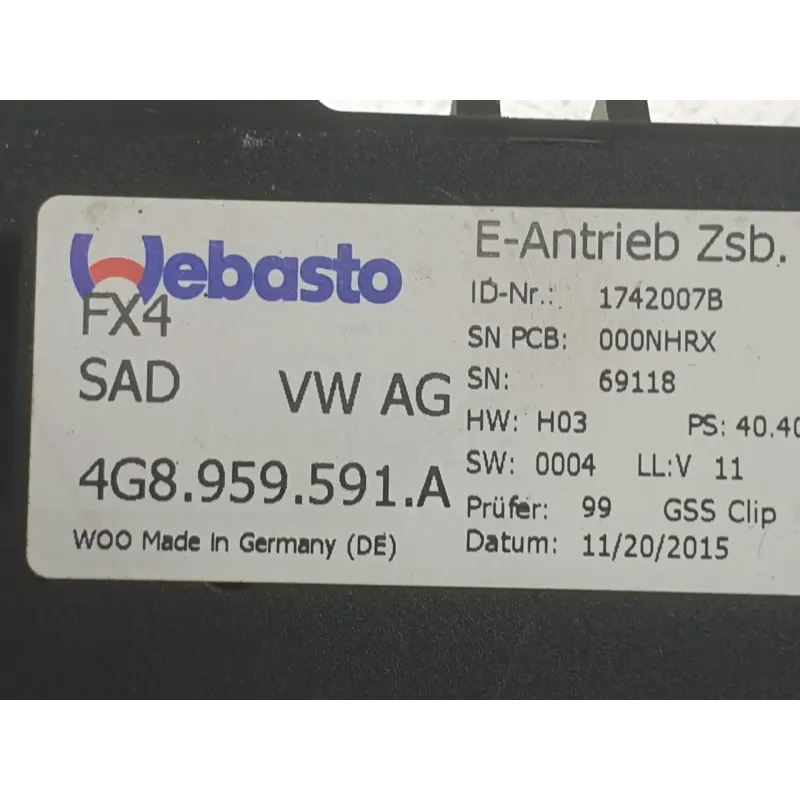 Webasto
FX4
SAD VW AG
4G8.959.591.A
WOO Made in Germany (DE)
E-Antrieb Zsb.
ID-Nr.: 1742007B
SN PCB: 000NHRX
SN: 69118
HW: H03 PS: 40.40
SW: 0004 LL:V 11
Prüfer: 99 GSS Clip
Datum: 11/20/2015